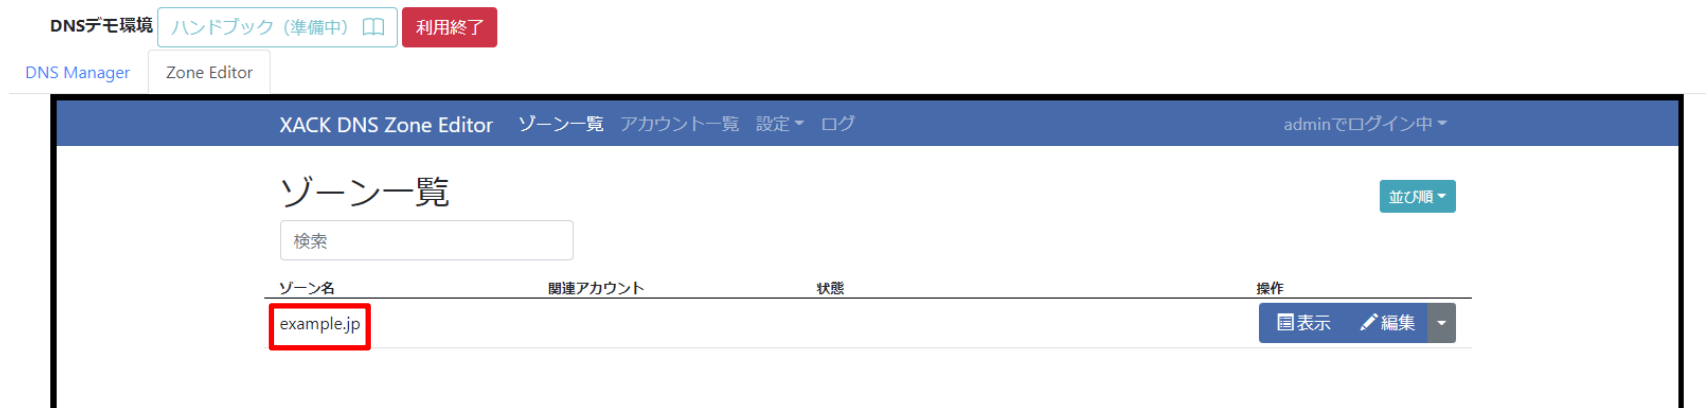 DNSデモ環境 ハンドブック（準備中） 利用終了
DNS Manager Zone Editor
XACK DNS Zone Editor ゾーン一覧 アカウント一覧 設定 ログ adminでログイン中
ゾーン一覧 並び順
検索
ゾーン名 関連アカウント 状態 操作
example.jp 表示 編集